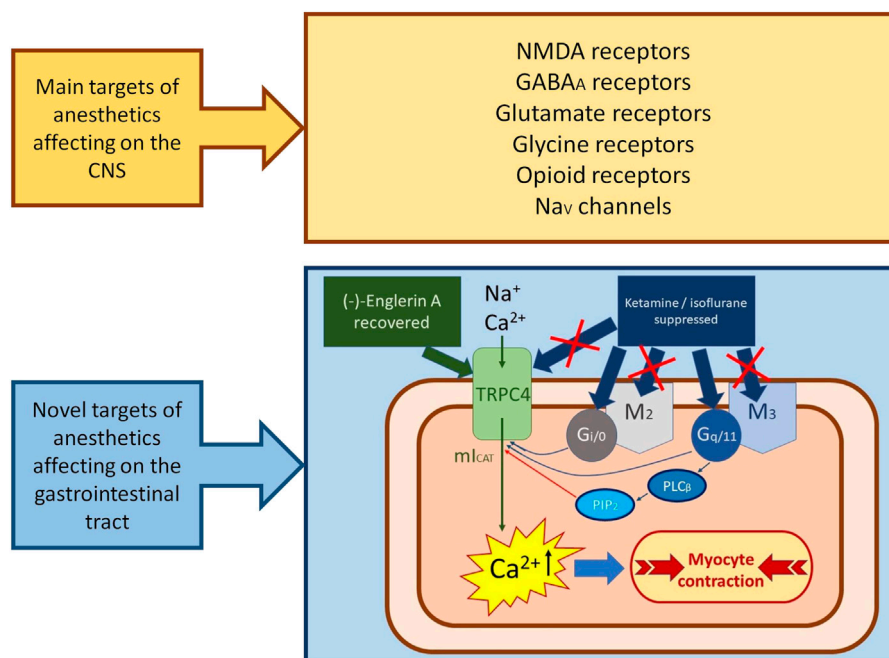 Main targets of
anesthetics
affecting on the
CNS
NMDA receptors
GABAA receptors
Glutamate receptors
Glycine receptors
Opioid receptors
NaV channels
Novel targets of
anesthetics
affecting on the
gastrointestinal
tract
(-)-Englerin A
recovered
Na+
Ca2+
Ketamine / isoflurane
suppressed
TRPC4
M2
M3
Gi/0
Gq/11
mICAT
PLCβ
PIP2
Ca2+↑
Myocyte
contraction